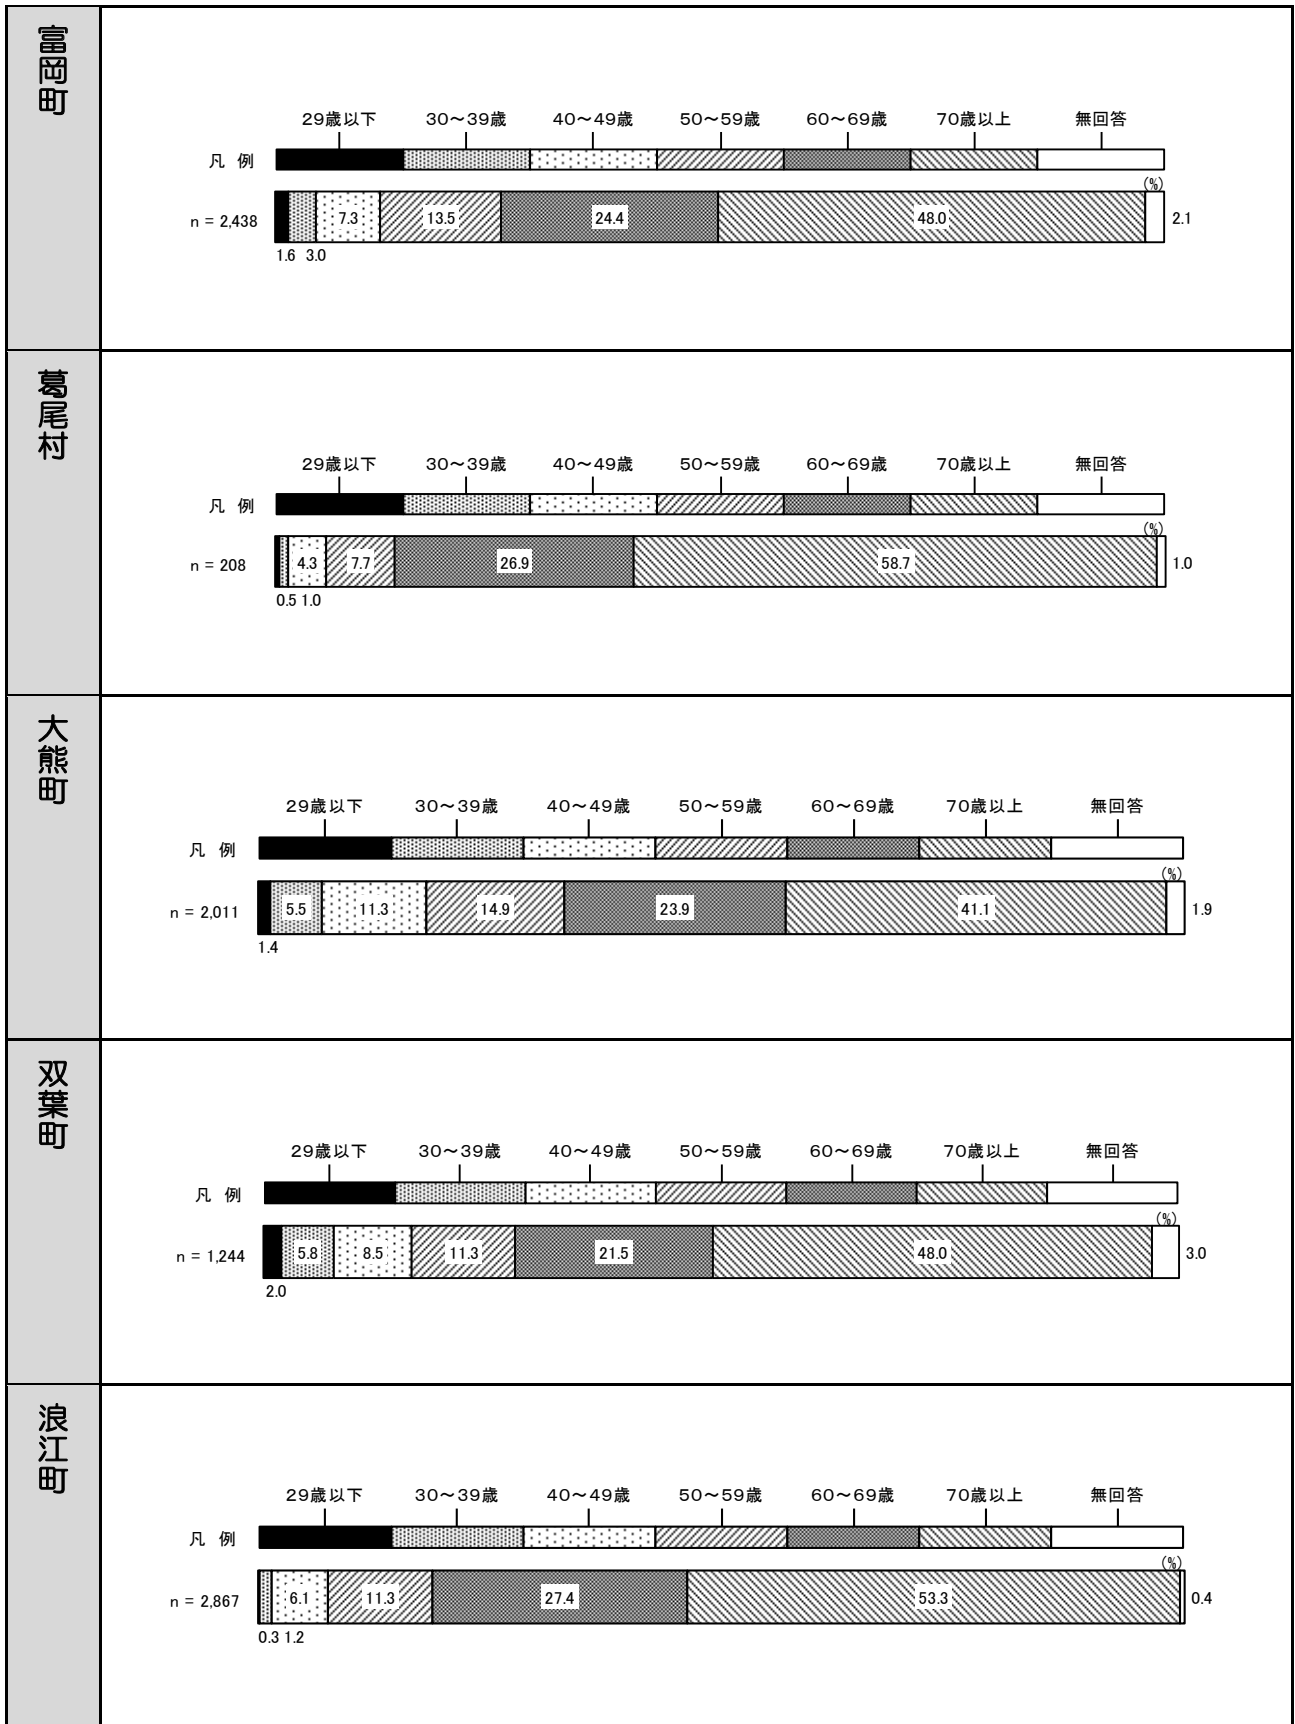 富岡町
29歳以下 30～39歳 40～49歳 50～59歳 60～69歳 70歳以上 無回答
凡 例
(%)
n = 2,438 7.3 13.5 24.4 48.0 2.1
1.6 3.0
葛尾村
29歳以下 30～39歳 40～49歳 50～59歳 60～69歳 70歳以上 無回答
凡 例
(%)
n = 208 4.3 7.7 26.9 58.7 1.0
0.5 1.0
大熊町
29歳以下 30～39歳 40～49歳 50～59歳 60～69歳 70歳以上 無回答
凡 例
(%)
n = 2,011 5.5 11.3 14.9 23.9 41.1 1.9
1.4
双葉町
29歳以下 30～39歳 40～49歳 50～59歳 60～69歳 70歳以上 無回答
凡 例
(%)
n = 1,244 5.8 8.5 11.3 21.5 48.0 3.0
2.0
浪江町
29歳以下 30～39歳 40～49歳 50～59歳 60～69歳 70歳以上 無回答
凡 例
(%)
n = 2,867 6.1 11.3 27.4 53.3 0.4
0.3 1.2